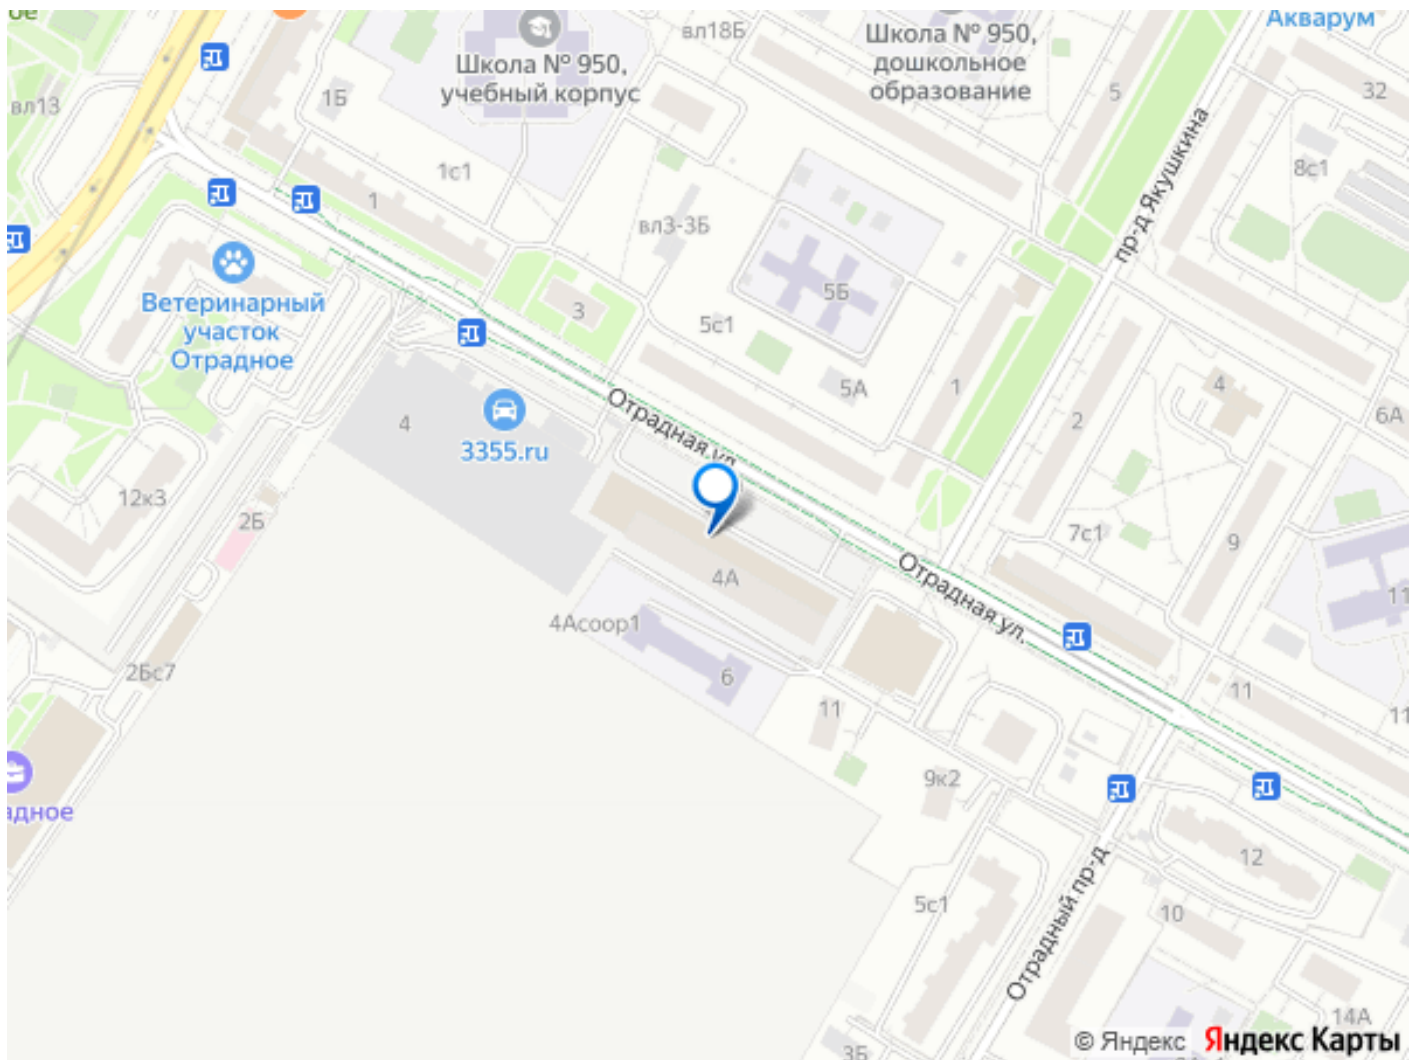 ое
Акварум
вл18Б
Школа № 950,
дошкольное
образование
Школа № 950,
учебный корпус
вл13
1Б
5
32
1с1
8с1
1
пр-д Якушкина
вл3-3Б
Ветеринарный
участок
Отрадное
5Б
3
5с1
5А
1
4
2
6А
4
3355.ru
Отрадная ул.
12к3
2Б
7с1
9
4А
Отрадная ул.
11
4Асоор1
6
2Бс7
11
11
11
9к2
адное
12
5с1
10
Отрадный пр-д
14А
3Б
© Яндекс Яндекс Карты